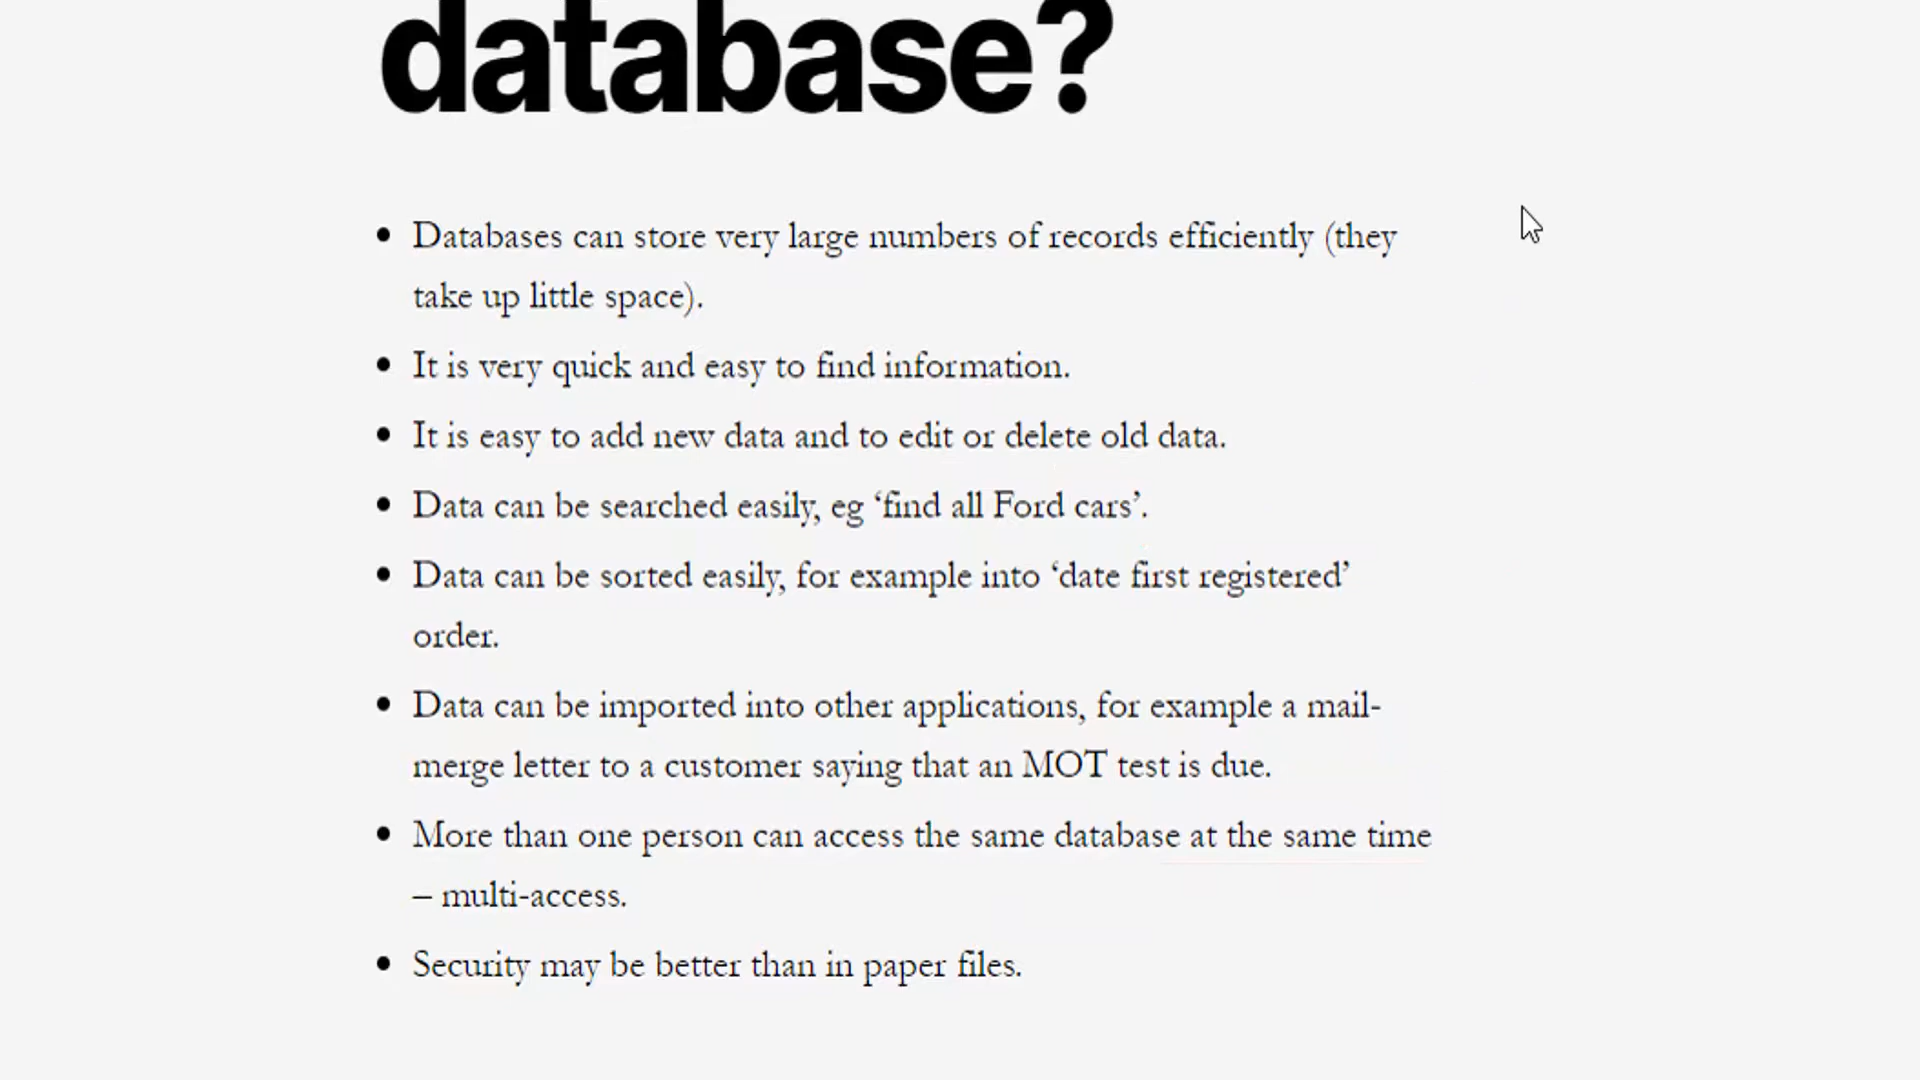 database?
• Databases can store very large numbers of records efficiently (they
take up little space).
• It is very quick and easy to find information.
• It is easy to add new data and to edit or delete old data.
• Data can be searched easily, eg ‘find all Ford cars’.
• Data can be sorted easily, for example into ‘date first registered’
order.
• Data can be imported into other applications, for example a mail-
merge letter to a customer saying that an MOT test is due.
• More than one person can access the same database at the same time
– multi-access.
• Security may be better than in paper files.